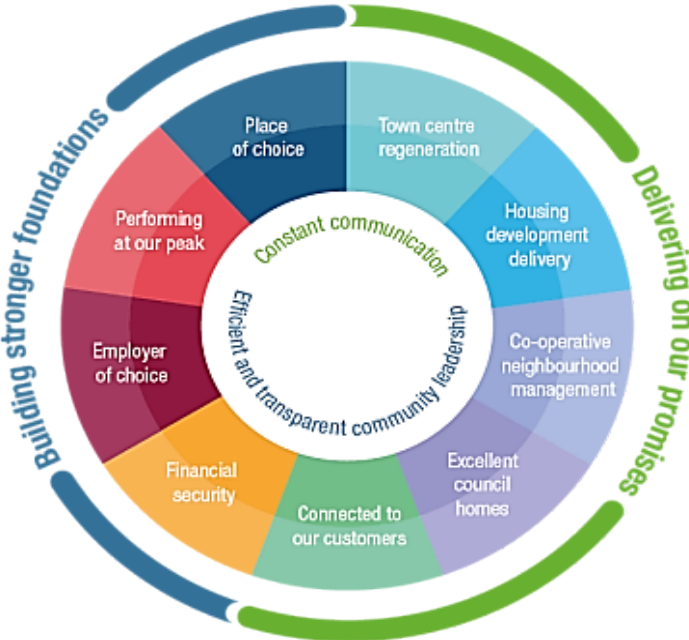 Building stronger foundations
Delivering on our promises
Place
of choice
Town centre
regeneration
Housing
development
delivery
Co-operative
neighbourhood
management
Excellent
council
homes
Connected to
our customers
Financial
security
Employer
of choice
Performing
at our peak
Constant communication
Efficient and transparent community leadership